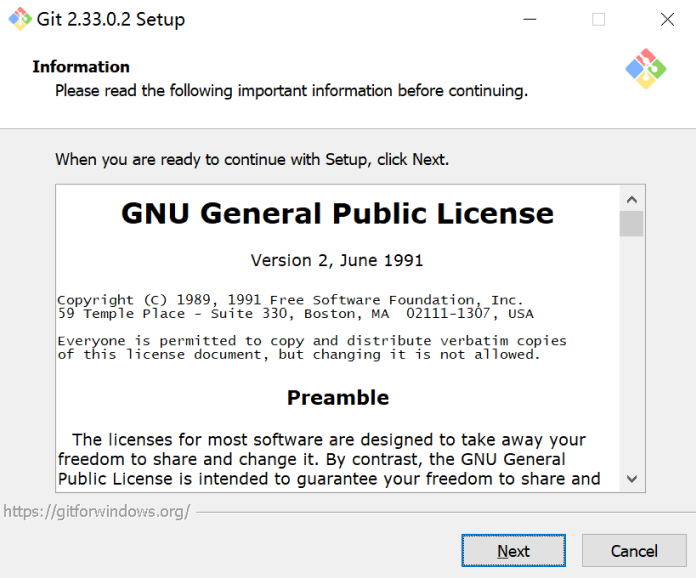 Git 2.33.0.2 Setup
Information
Please read the following important information before continuing.
When you are ready to continue with Setup, click Next.
GNU General Public License
Version 2, June 1991
Copyright (C) 1989, 1991 Free Software Foundation, Inc.
59 Temple Place - Suite 330, Boston, MA  02111-1307, USA
Everyone is permitted to copy and distribute verbatim copies
of this license document, but changing it is not allowed.
Preamble
The licenses for most software are designed to take away your
freedom to share and change it. By contrast, the GNU General
Public License is intended to guarantee your freedom to share and
https://gitforwindows.org/
Next
Cancel